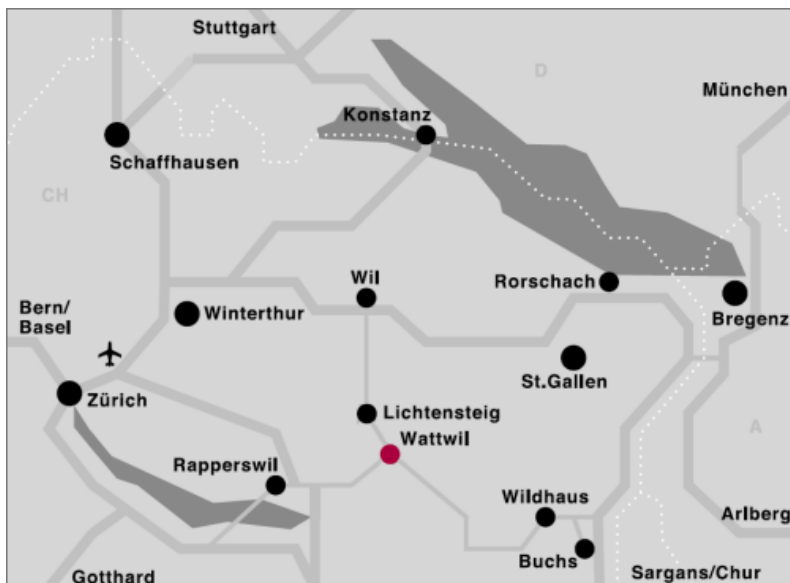 Stuttgart
D
München
Konstanz
Schaffhausen
CH
Wil
Rorschach
Bern/
Basel
Winterthur
Bregenz
St.Gallen
Zürich
Lichtensteig
A
Wattwil
Rapperswil
Wildhaus
Arlberg
Buchs
Gotthard
Sargans/Chur